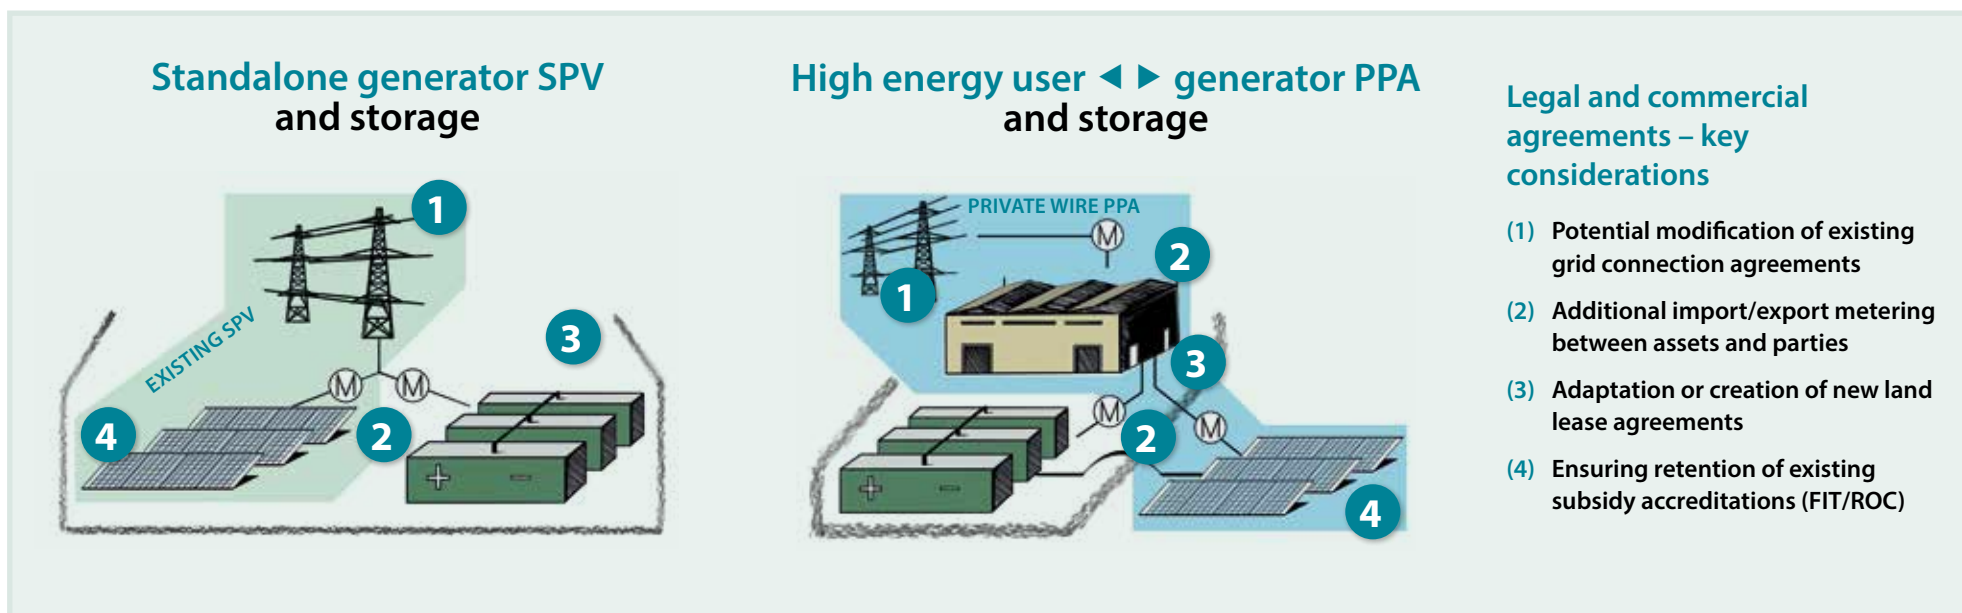 Standalone generator SPV
and storage
1
EXISTING SPV
3
M
M
4
2
+
−
High energy user ◄ ► generator PPA
and storage
PRIVATE WIRE PPA
M
2
1
3
M
2
M
+
−
4
Legal and commercial
agreements – key
considerations
(1) Potential modification of existing
grid connection agreements
(2) Additional import/export metering
between assets and parties
(3) Adaptation or creation of new land
lease agreements
(4) Ensuring retention of existing
subsidy accreditations (FIT/ROC)